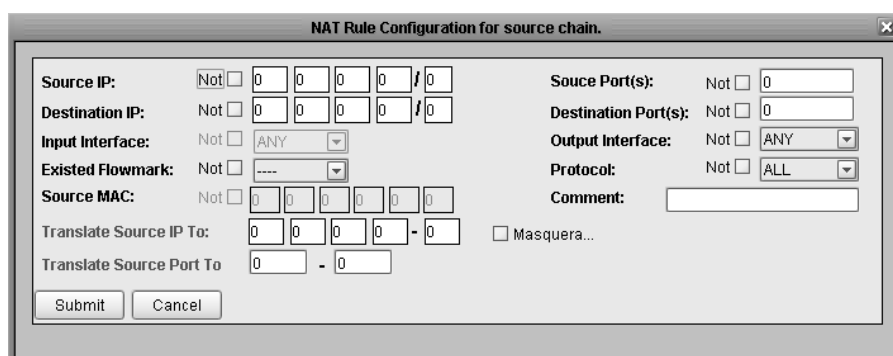 NAT Rule Configuration for source chain.
Source IP: Not 0 0 0 0 / 0 Souce Port(s): Not 0
Destination IP: Not 0 0 0 0 / 0 Destination Port(s): Not 0
Input Interface: Not ANY Output Interface: Not ANY
Existed Flowmark: Not ---- Protocol: Not ALL
Source MAC: Not 0 0 0 0 0 0 Comment:
Translate Source IP To: 0 0 0 0 - 0 Masquera...
Translate Source Port To 0 - 0
Submit Cancel